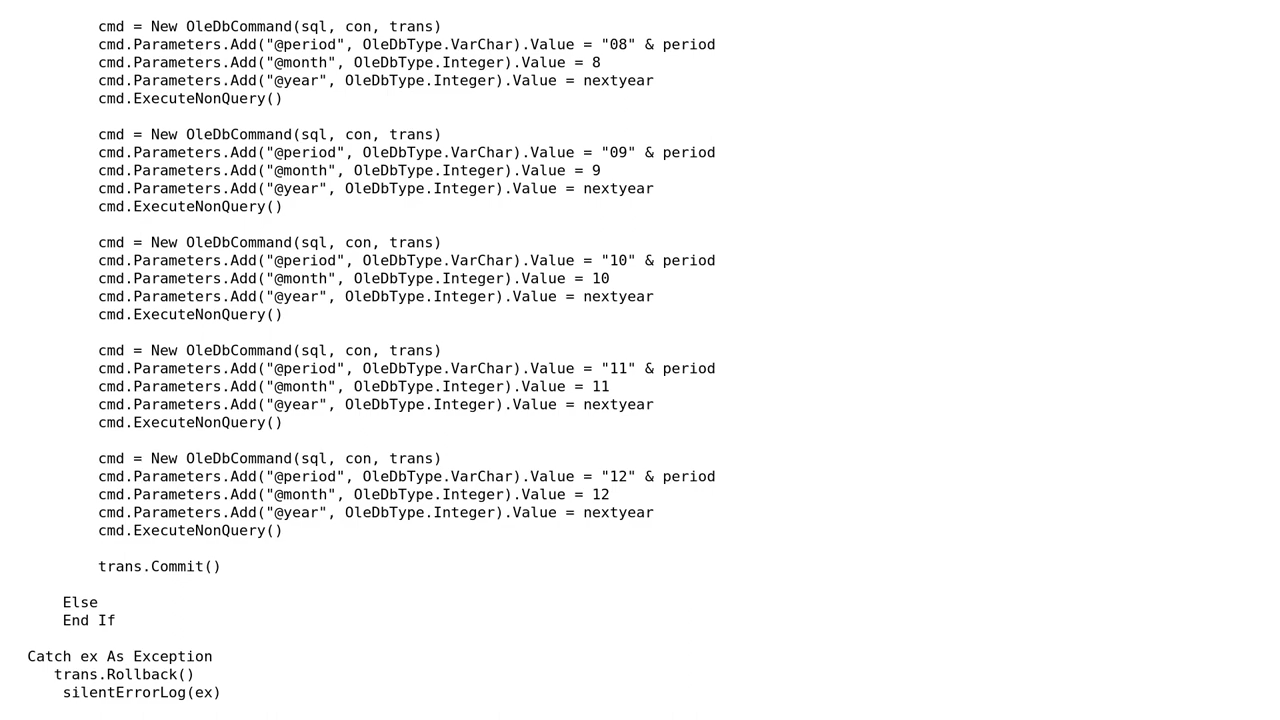 cmd = New OleDbCommand(sql, con, trans)
cmd.Parameters.Add("@period", OleDbType.VarChar).Value = "08" & period
cmd.Parameters.Add("@month", OleDbType.Integer).Value = 8
cmd.Parameters.Add("@year", OleDbType.Integer).Value = nextyear
cmd.ExecuteNonQuery()
cmd = New OleDbCommand(sql, con, trans)
cmd.Parameters.Add("@period", OleDbType.VarChar).Value = "09" & period
cmd.Parameters.Add("@month", OleDbType.Integer).Value = 9
cmd.Parameters.Add("@year", OleDbType.Integer).Value = nextyear
cmd.ExecuteNonQuery()
cmd = New OleDbCommand(sql, con, trans)
cmd.Parameters.Add("@period", OleDbType.VarChar).Value = "10" & period
cmd.Parameters.Add("@month", OleDbType.Integer).Value = 10
cmd.Parameters.Add("@year", OleDbType.Integer).Value = nextyear
cmd.ExecuteNonQuery()
cmd = New OleDbCommand(sql, con, trans)
cmd.Parameters.Add("@period", OleDbType.VarChar).Value = "11" & period
cmd.Parameters.Add("@month", OleDbType.Integer).Value = 11
cmd.Parameters.Add("@year", OleDbType.Integer).Value = nextyear
cmd.ExecuteNonQuery()
cmd = New OleDbCommand(sql, con, trans)
cmd.Parameters.Add("@period", OleDbType.VarChar).Value = "12" & period
cmd.Parameters.Add("@month", OleDbType.Integer).Value = 12
cmd.Parameters.Add("@year", OleDbType.Integer).Value = nextyear
cmd.ExecuteNonQuery()
trans.Commit()
Else
End If
Catch ex As Exception
trans.Rollback()
silentErrorLog(ex)